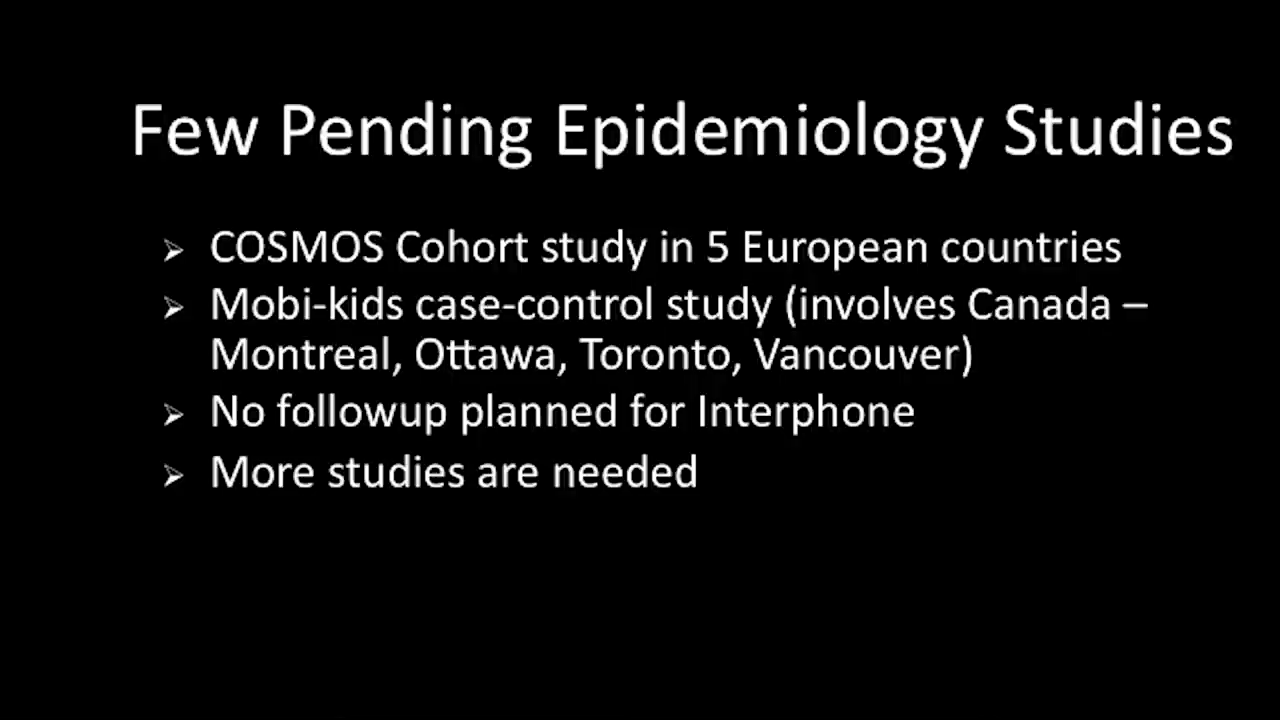 Few Pending Epidemiology Studies
➢ COSMOS Cohort study in 5 European countries
➢ Mobi-kids case-control study (involves Canada –
Montreal, Ottawa, Toronto, Vancouver)
➢ No followup planned for Interphone
➢ More studies are needed